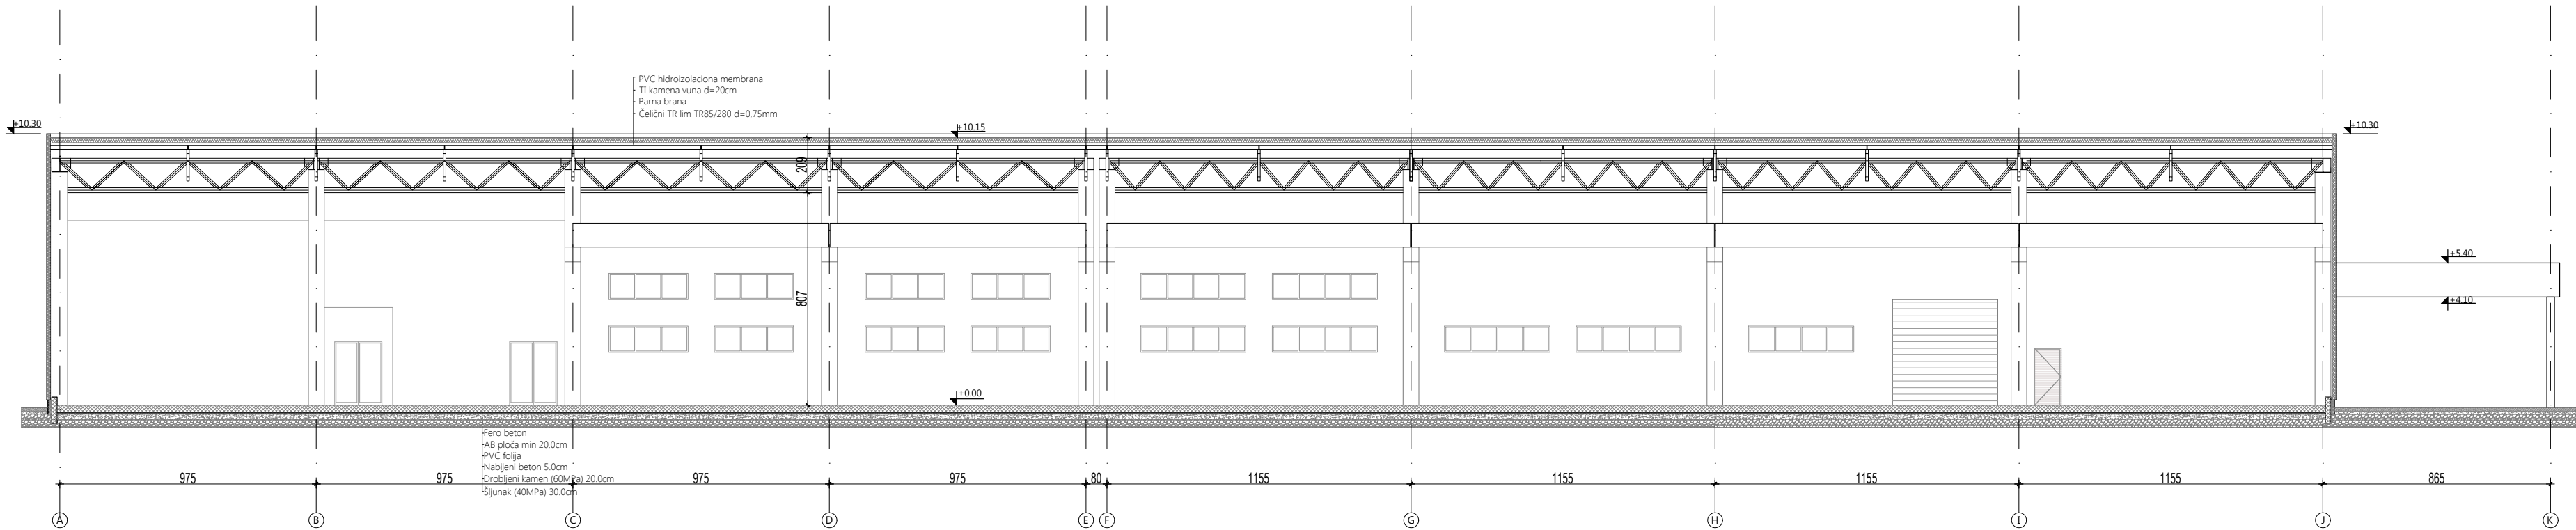 PVC hidroizolaciona membrana
TI kamena vuna d=20cm
Parna brana
Čelični TR lim TR85/280 d=0,75mm
+10.30
+10.15
+10.30
209
+5.40
807
+4.10
±0.00
Fero beton
AB ploča min 20.0cm
PVC folija
Nabijeni beton 5.0cm
Drobljeni kamen (60MPa) 20.0cm
Šljunak (40MPa) 30.0cm
975 975 975 975 80 1155 1155 1155 1155 865
A B C D E F G H I J K